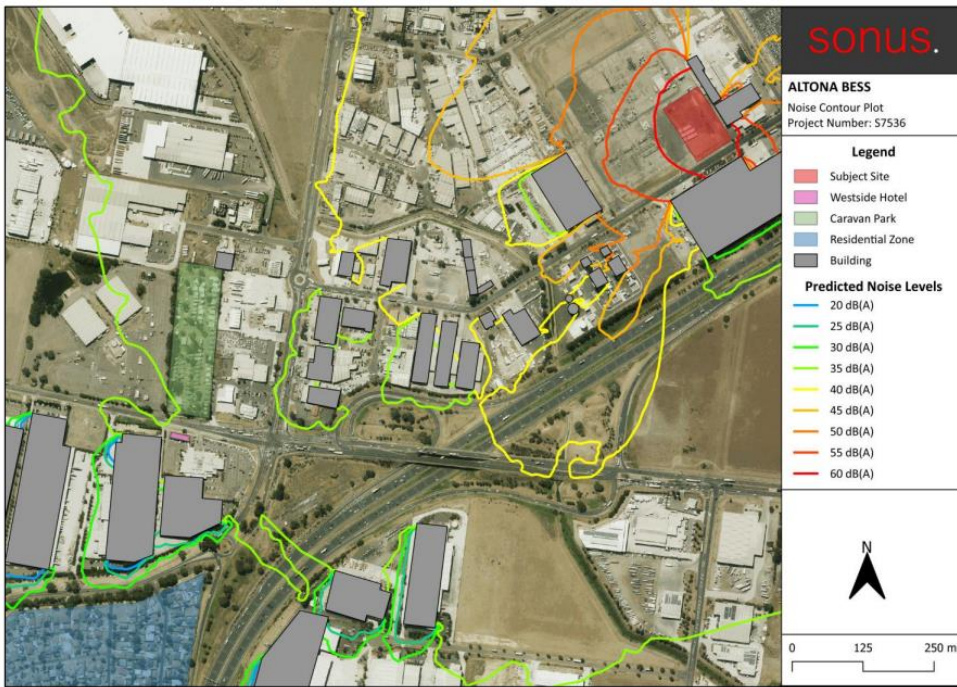 sonus.
ALTONA BESS
Noise Contour Plot
Project Number: S7536
Legend
Subject Site
Westside Hotel
Caravan Park
Residential Zone
Building
Predicted Noise Levels
20 dB(A)
25 dB(A)
30 dB(A)
35 dB(A)
40 dB(A)
45 dB(A)
50 dB(A)
55 dB(A)
60 dB(A)
N
0 125 250 m